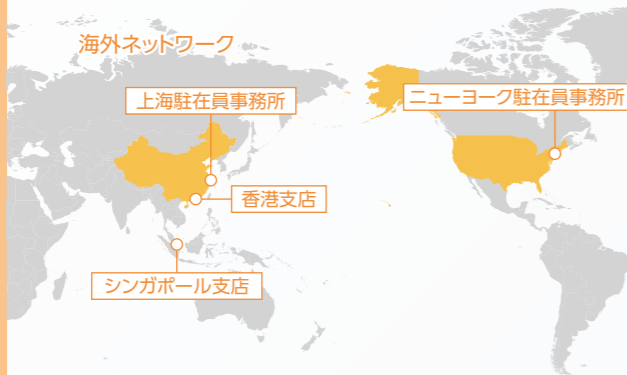 海外ネットワーク
上海駐在員事務所
ニューヨーク駐在員事務所
香港支店
シンガポール支店